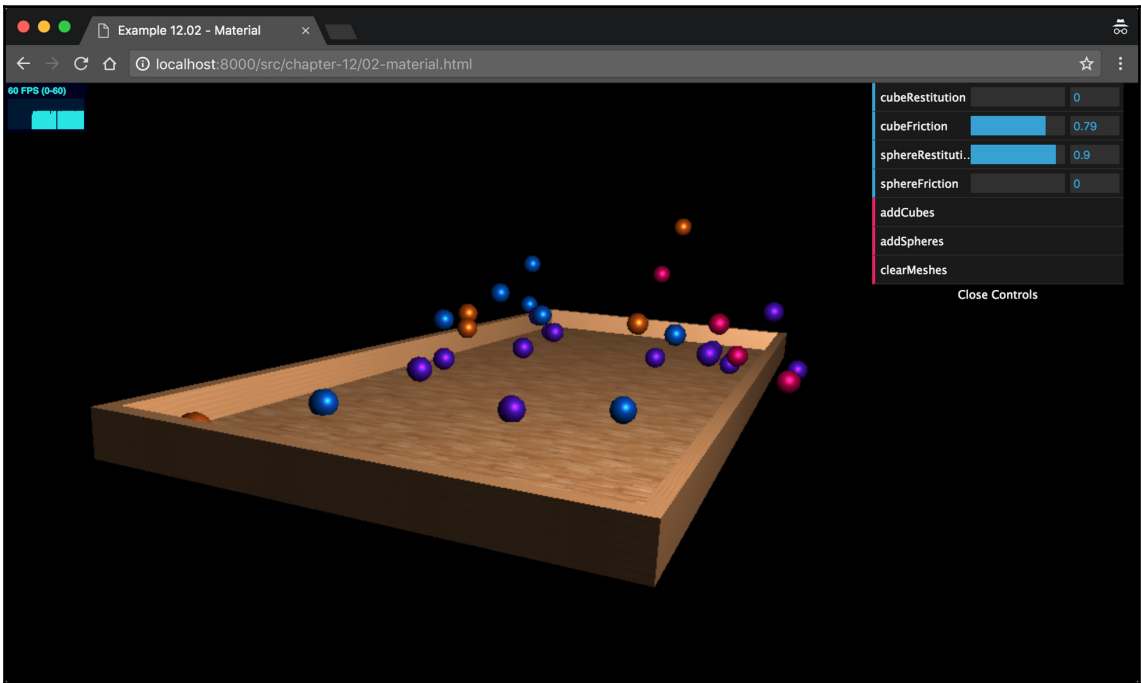 Example 12.02 - Material
localhost:8000/src/chapter-12/02-material.html
60 FPS (0-60)
cubeRestitution 0
cubeFriction 0.79
sphereRestituti.. 0.9
sphereFriction 0
addCubes
addSpheres
clearMeshes
Close Controls